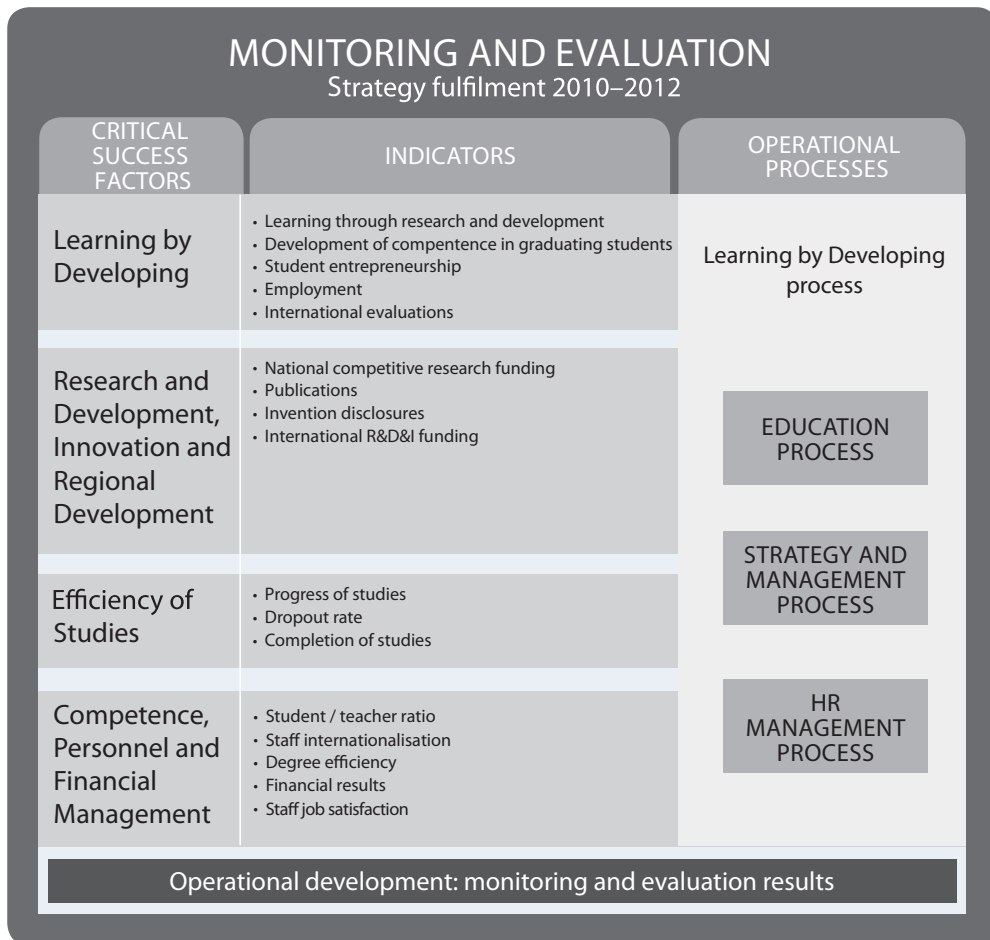 MONITORING AND EVALUATION
Strategy fulfilment 2010–2012
CRITICAL
SUCCESS
FACTORS
INDICATORS
OPERATIONAL
PROCESSES
Learning by
Developing
• Learning through research and development
• Development of compentence in graduating students
• Student entrepreneurship
• Employment
• International evaluations
Learning by Developing
process
Research and
Development,
Innovation and
Regional
Development
• National competitive research funding
• Publications
• Invention disclosures
• International R&D&I funding
EDUCATION
PROCESS
STRATEGY AND
MANAGEMENT
PROCESS
Efficiency of
Studies
• Progress of studies
• Dropout rate
• Completion of studies
HR
MANAGEMENT
PROCESS
Competence,
Personnel and
Financial
Management
• Student / teacher ratio
• Staff internationalisation
• Degree efficiency
• Financial results
• Staff job satisfaction
Operational development: monitoring and evaluation results